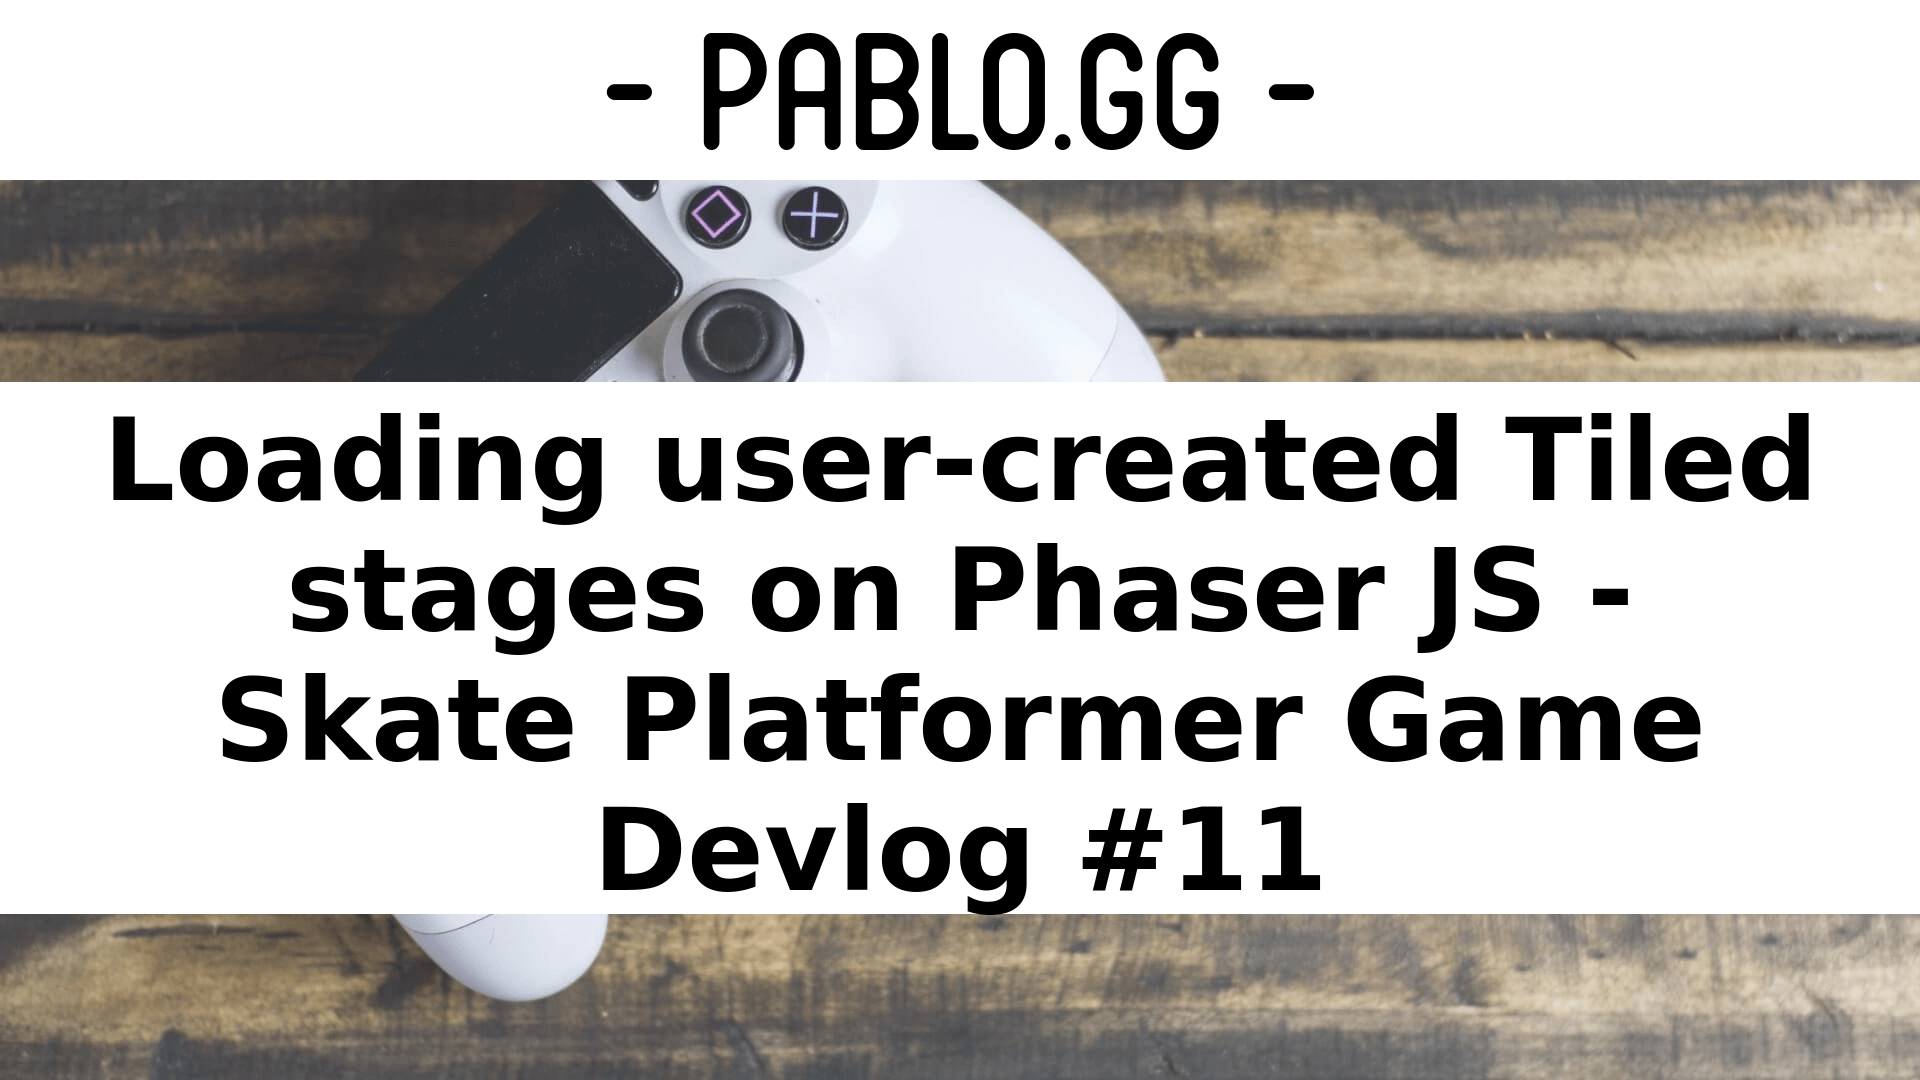 - PABLO.GG -
Loading user-created Tiled
stages on Phaser JS -
Skate Platformer Game
Devlog #11